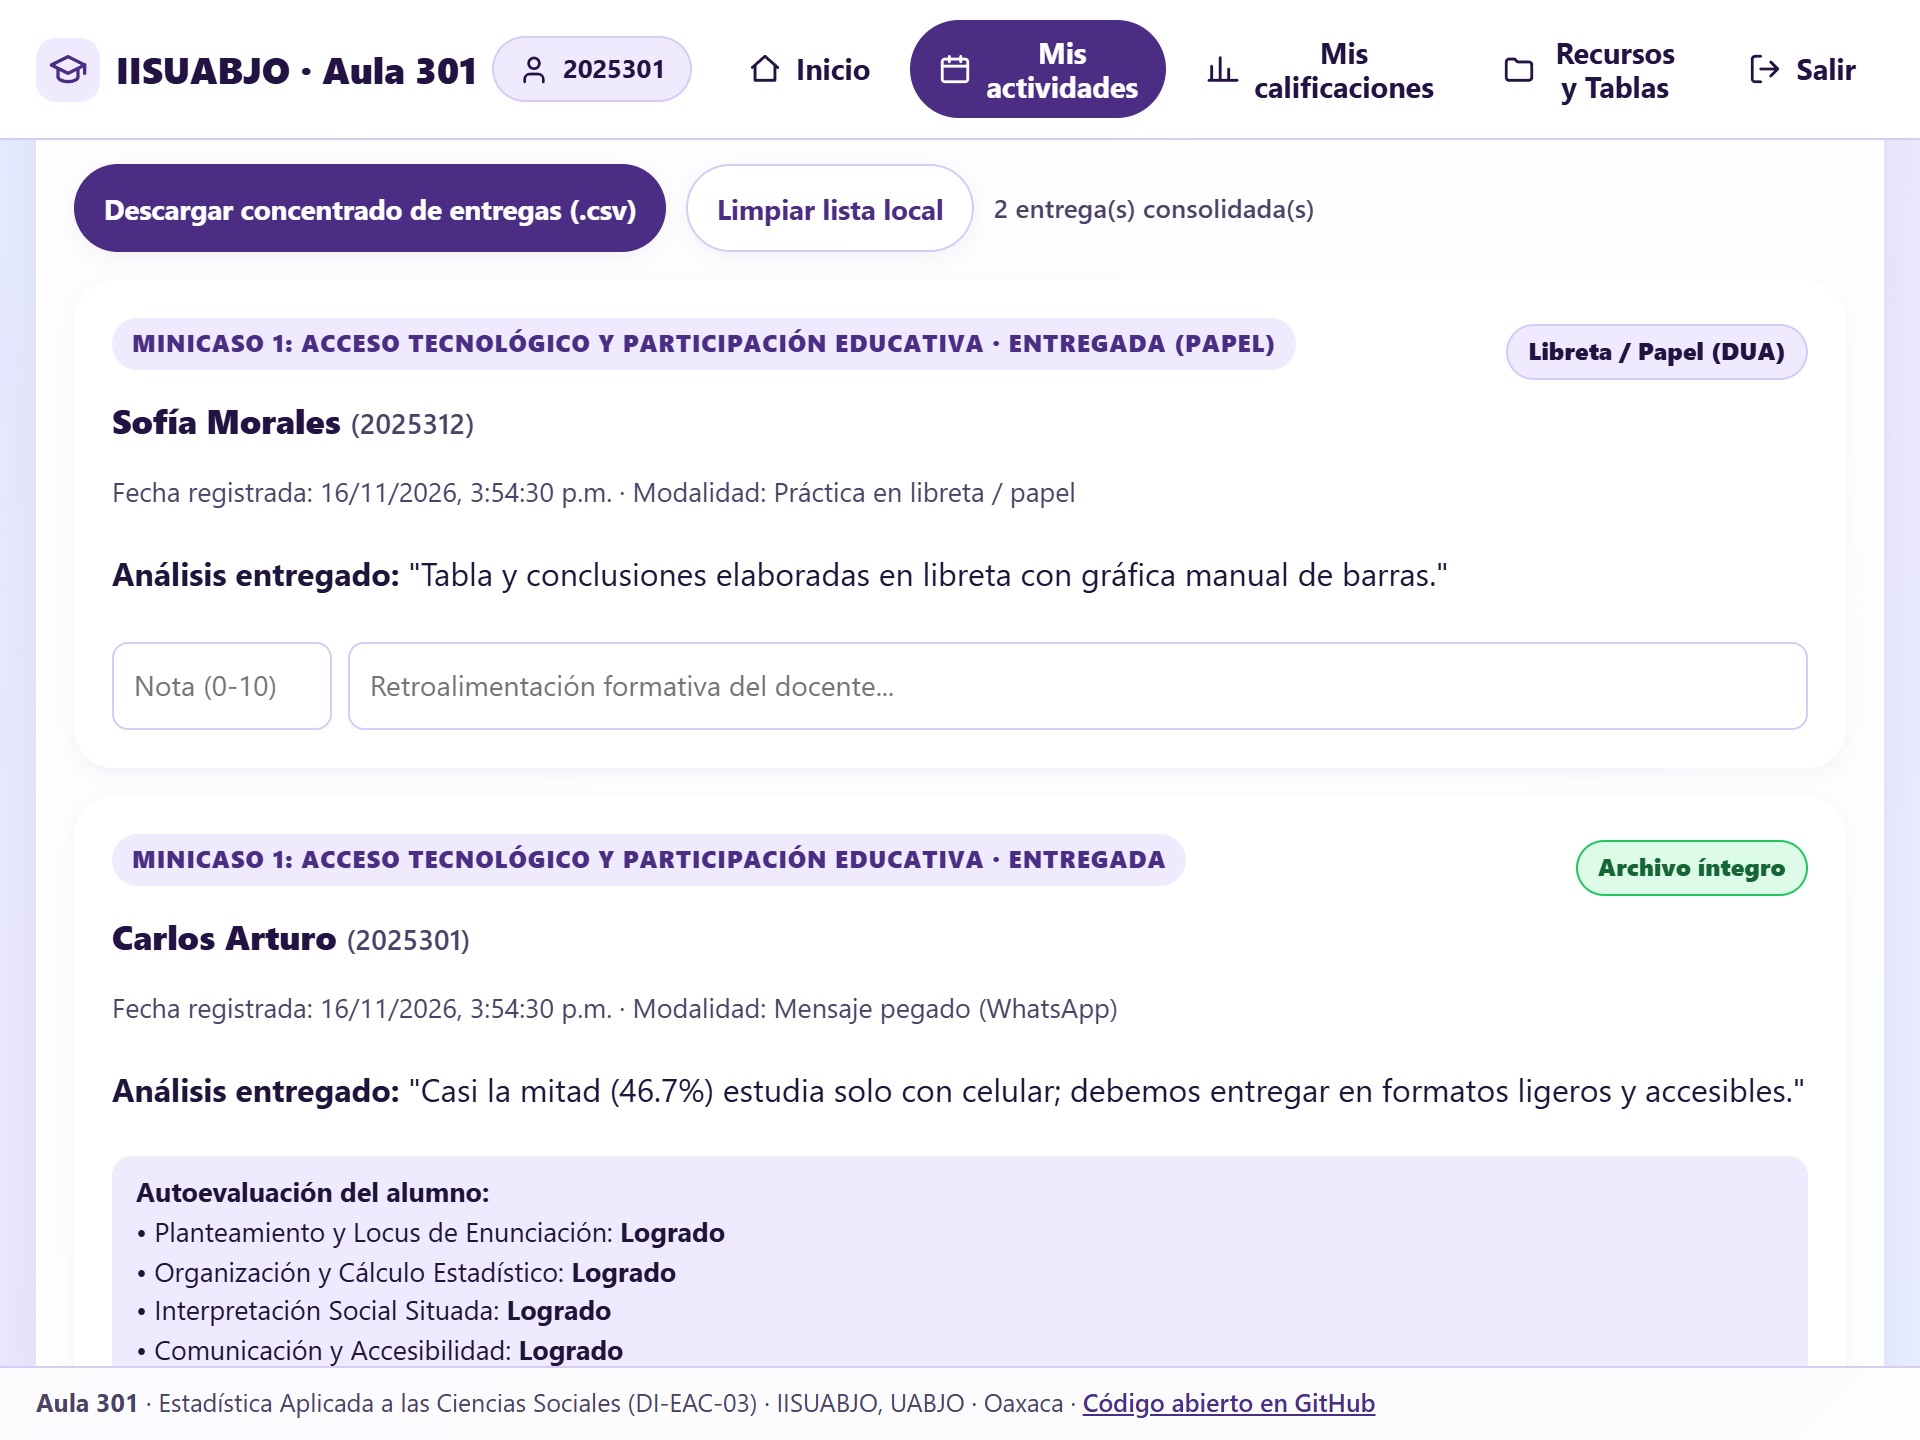 IISUABJO · Aula 301
2025301
Inicio
Mis
actividades
Mis
calificaciones
Recursos
y Tablas
Salir
Descargar concentrado de entregas (.csv)
Limpiar lista local
2 entrega(s) consolidada(s)
MINICASO 1: ACCESO TECNOLÓGICO Y PARTICIPACIÓN EDUCATIVA · ENTREGADA (PAPEL)
Libreta / Papel (DUA)
Sofía Morales (2025312)
Fecha registrada: 16/11/2026, 3:54:30 p.m. · Modalidad: Práctica en libreta / papel
Análisis entregado: "Tabla y conclusiones elaboradas en libreta con gráfica manual de barras."
Nota (0-10)
Retroalimentación formativa del docente...
MINICASO 1: ACCESO TECNOLÓGICO Y PARTICIPACIÓN EDUCATIVA · ENTREGADA
Archivo íntegro
Carlos Arturo (2025301)
Fecha registrada: 16/11/2026, 3:54:30 p.m. · Modalidad: Mensaje pegado (WhatsApp)
Análisis entregado: "Casi la mitad (46.7%) estudia solo con celular; debemos entregar en formatos ligeros y accesibles."
Autoevaluación del alumno:
• Planteamiento y Locus de Enunciación: Logrado
• Organización y Cálculo Estadístico: Logrado
• Interpretación Social Situada: Logrado
• Comunicación y Accesibilidad: Logrado
Aula 301 · Estadística Aplicada a las Ciencias Sociales (DI-EAC-03) · IISUABJO, UABJO · Oaxaca · Código abierto en GitHub